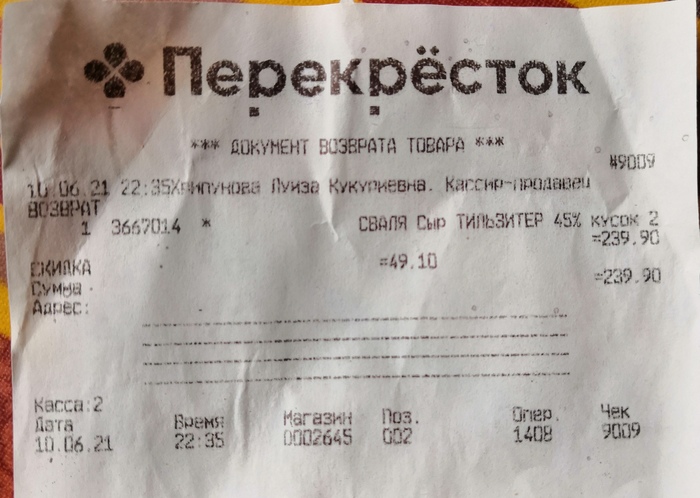 Перекрёсток
*** ДОКУМЕНТ ВОЗВРАТА ТОВАРА ***
#9009
10.06.21 22:35Хрипунова Луиза Кукуриевна. Кассир-продавец
ВОЗВРАТ
1 3667014 * СВАЛЯ Сыр ТИЛЬЗИТЕР 45% кусок 2
=239.90
СКИДКА =49.10
Сумма =239.90
Адрес:
Касса:2
Дата Время Магазин Поз. Опер. Чек
10.06.21 22:35 0002645 002 1408 9009